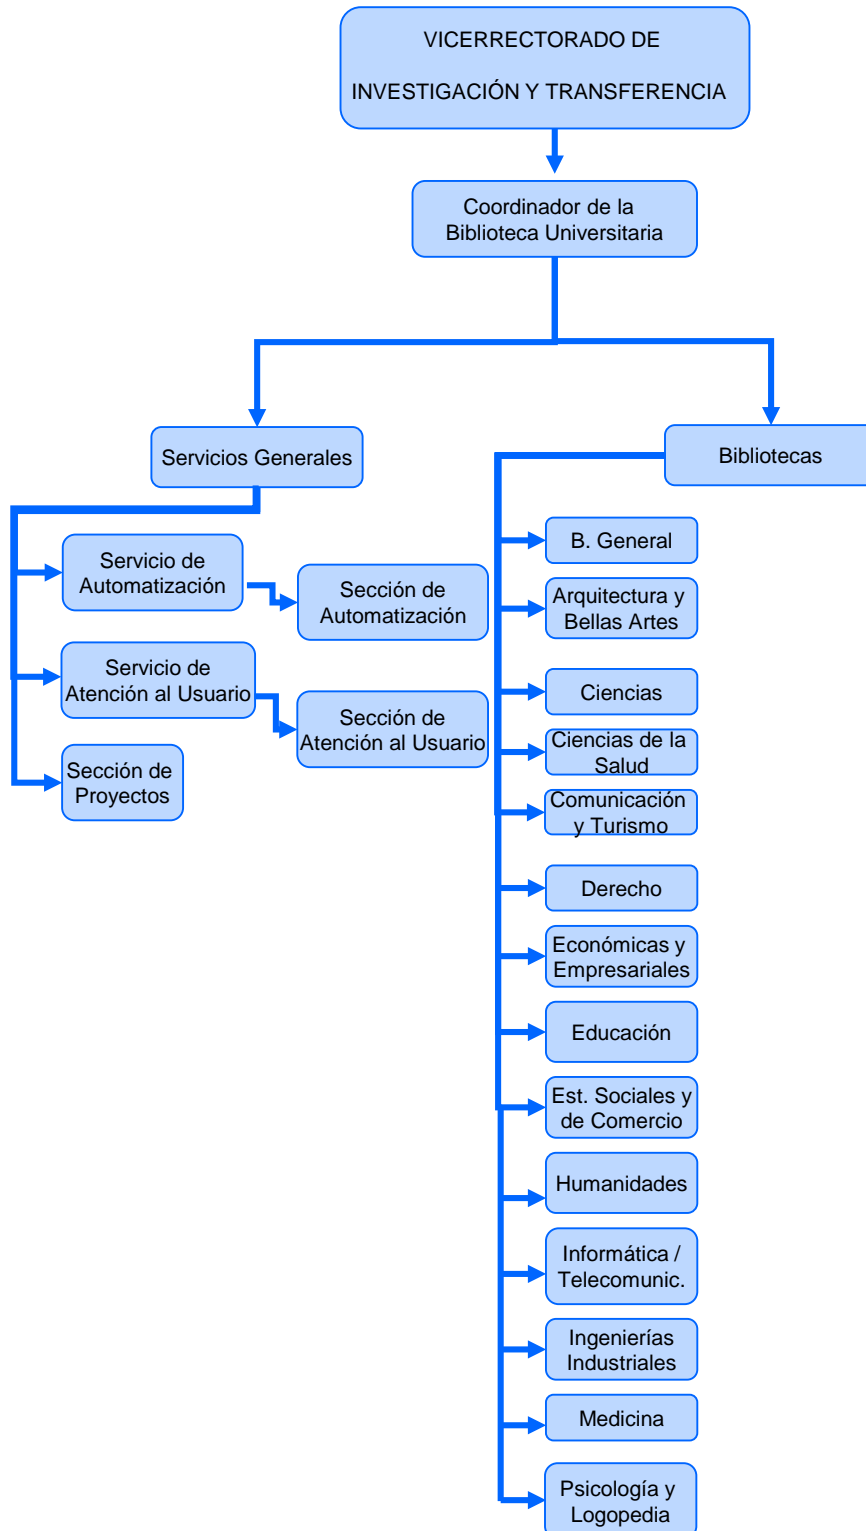 VICERRECTORADO DE
INVESTIGACIÓN Y TRANSFERENCIA
Coordinador de la
Biblioteca Universitaria
Servicios Generales
Bibliotecas
Servicio de
Automatización
Sección de
Automatización
Servicio de
Atención al Usuario
Sección de
Atención al Usuario
Sección de
Proyectos
B. General
Arquitectura y
Bellas Artes
Ciencias
Ciencias de la
Salud
Comunicación
y Turismo
Derecho
Económicas y
Empresariales
Educación
Est. Sociales y
de Comercio
Humanidades
Informática /
Telecomunic.
Ingenierías
Industriales
Medicina
Psicología y
Logopedia